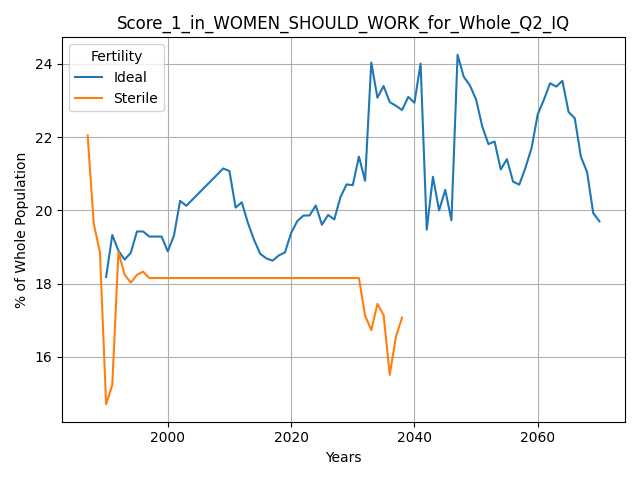 Score_1_in_WOMEN_SHOULD_WORK_for_Whole_Q2_IQ
Fertility
Ideal
Sterile
% of Whole Population
24
22
20
18
16
2000
2020
2040
2060
Years